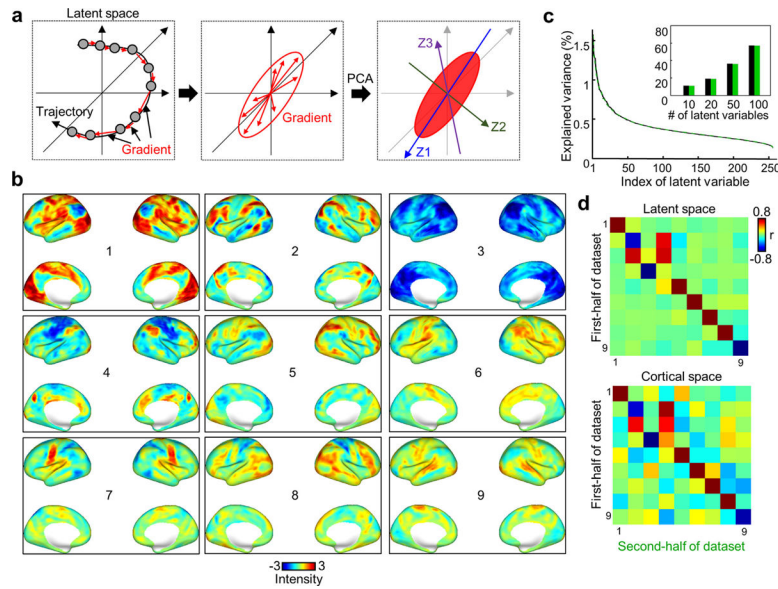 a
Latent space
Trajectory
Gradient
Gradient
PCA
Z3
Z2
Z1
b
1
2
3
4
5
6
7
8
9
-3 3
Intensity
c
Explained variance (%)
1.5
1
0.5
0
1 50 100 150 200 250
Index of latent variable
80
60
40
20
0
10 20 50 100
# of latent variables
d
Latent space
0.8
r
-0.8
First-half of dataset
1
9
1
9
Cortical space
First-half of dataset
1
9
1
9
Second-half of dataset